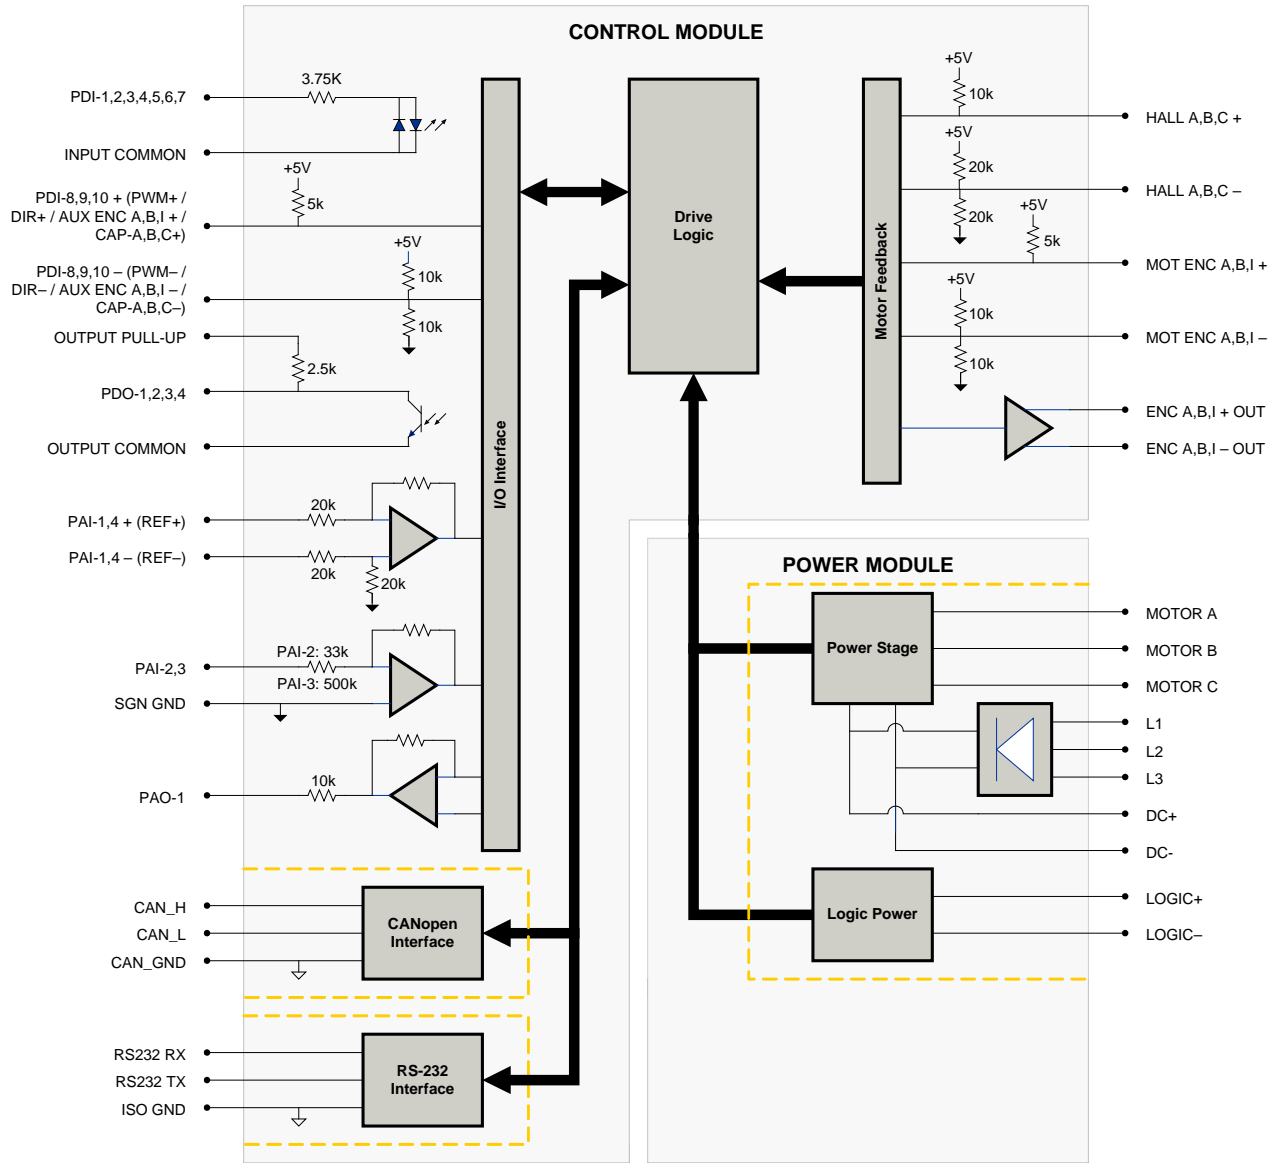 CONTROL MODULE
PDI-1,2,3,4,5,6,7
3.75K
INPUT COMMON
+5V
5k
PDI-8,9,10 + (PWM+ /
DIR+ / AUX ENC A,B,I + /
CAP-A,B,C+)
+5V
10k
10k
PDI-8,9,10 – (PWM– /
DIR– / AUX ENC A,B,I – /
CAP-A,B,C–)
OUTPUT PULL-UP
2.5k
PDO-1,2,3,4
OUTPUT COMMON
20k
PAI-1,4 + (REF+)
PAI-1,4 – (REF–)
20k
20k
PAI-2: 33k
PAI-2,3
PAI-3: 500k
SGN GND
10k
PAO-1
I/O Interface
Drive
Logic
Motor Feedback
+5V
10k
HALL A,B,C +
+5V
20k
HALL A,B,C –
20k
+5V
5k
MOT ENC A,B,I +
+5V
10k
MOT ENC A,B,I –
10k
ENC A,B,I + OUT
ENC A,B,I – OUT
POWER MODULE
Power Stage
MOTOR A
MOTOR B
MOTOR C
L1
L2
L3
DC+
DC-
Logic Power
LOGIC+
LOGIC–
CAN_H
CAN_L
CAN_GND
CANopen
Interface
RS232 RX
RS232 TX
ISO GND
RS-232
Interface